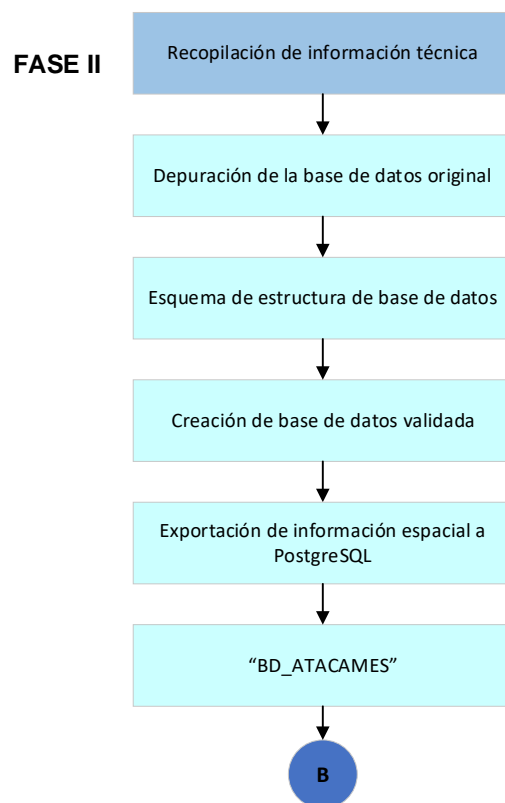 FASE II
Recopilación de información técnica
Depuración de la base de datos original
Esquema de estructura de base de datos
Creación de base de datos validada
Exportación de información espacial a
PostgreSQL
“BD_ATACAMES”
B